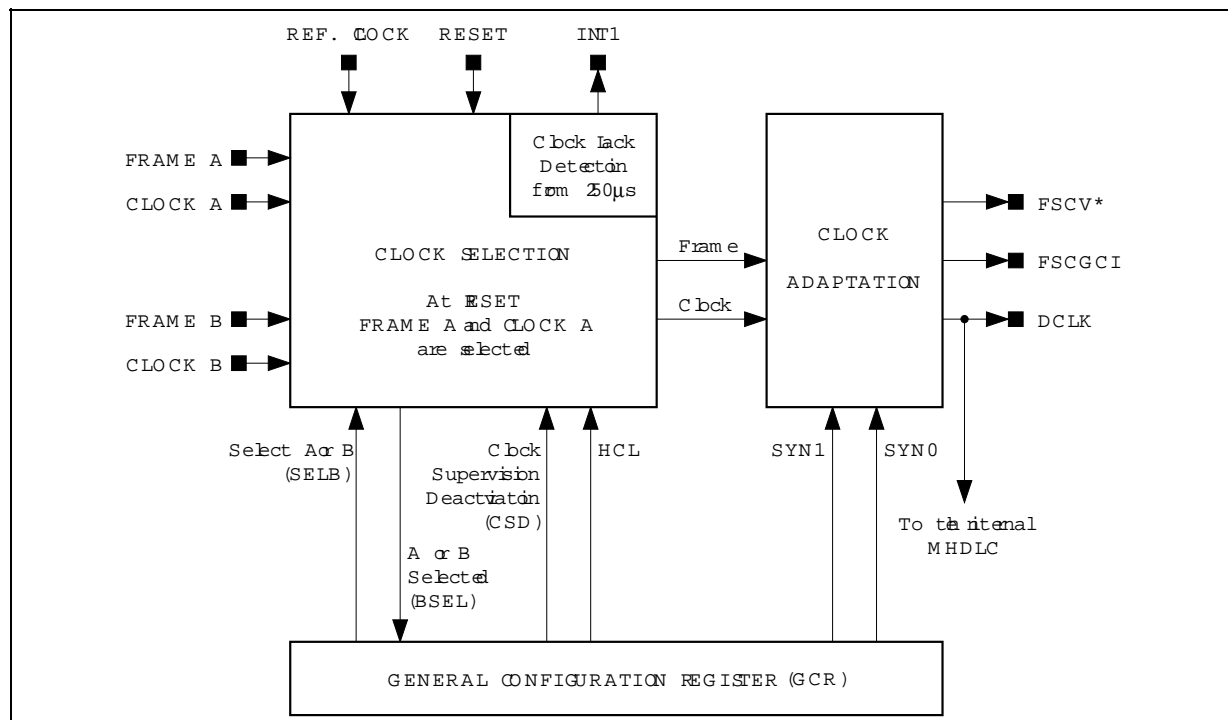 REF. CLOCK RESET INT1
Clock Lack
Detection
from 250µs
FRAME A
CLOCK A
FRAME B
CLOCK B
CLOCK SELECTION
At RESET
FRAME A and CLOCK A
are selected
Frame
Clock
CLOCK
ADAPTATION
FSCV*
FSCGCI
DCLK
Select A or B
(SELB)
A or B
Selected
(BSEL)
Clock
Supervision
Deactivation
(CSD)
HCL
SYN1
SYN0
To the internal
MHDLC
GENERAL CONFIGURATION REGISTER (GCR)